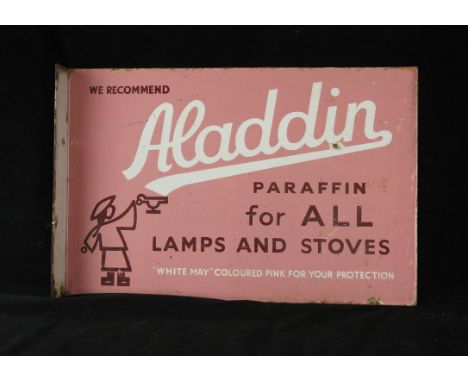 WE RECOMMEND
Aladdin
PARAFFIN
for ALL
LAMPS AND STOVES
"WHITE MAY" COLOURED PINK FOR YOUR PROTECTION